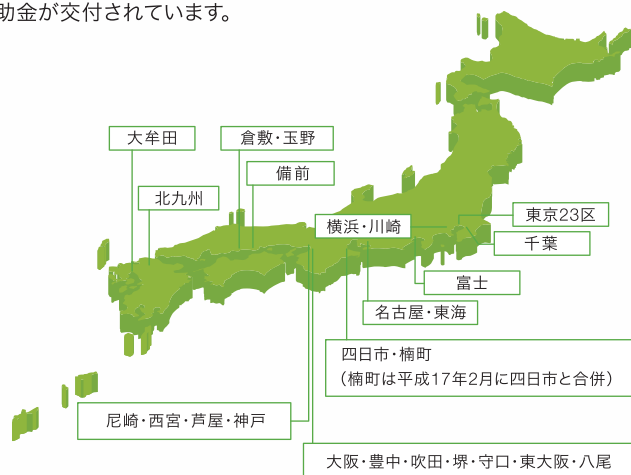 助金が交付されています。
大牟田
倉敷・玉野
備前
北九州
横浜・川崎
東京23区
千葉
富士
名古屋・東海
四日市・楠町
（楠町は平成17年2月に四日市と合併）
尼崎・西宮・芦屋・神戸
大阪・豊中・吹田・堺・守口・東大阪・八尾